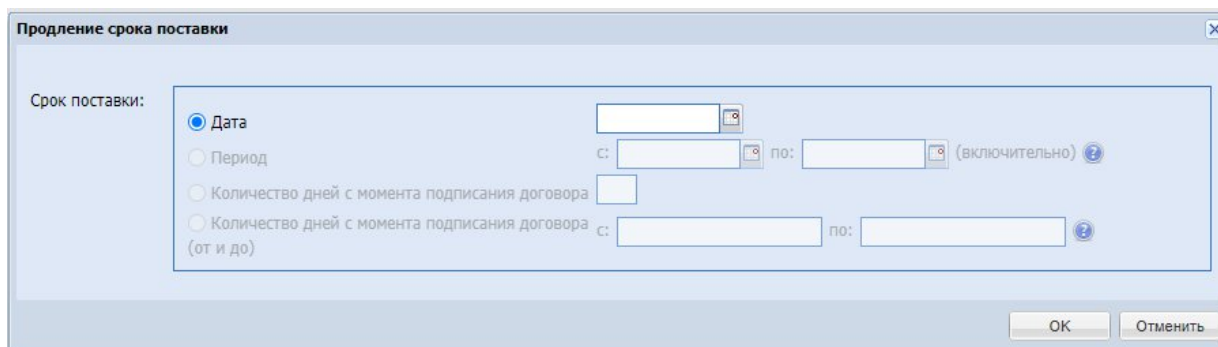 Продление срока поставки
Срок поставки:
Дата
Период с: по: (включительно)
Количество дней с момента подписания договора
Количество дней с момента подписания договора с: по:
(от и до)
OK Отменить